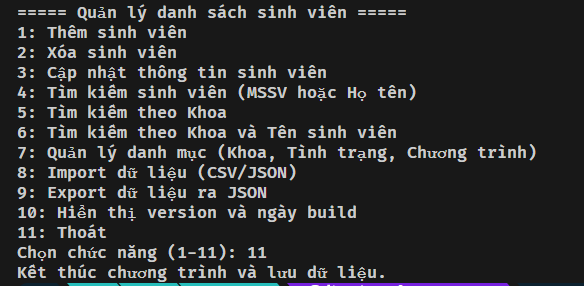 ===== Quản lý danh sách sinh viên =====
1: Thêm sinh viên
2: Xóa sinh viên
3: Cập nhật thông tin sinh viên
4: Tìm kiếm sinh viên (MSSV hoặc Họ tên)
5: Tìm kiếm theo Khoa
6: Tìm kiếm theo Khoa và Tên sinh viên
7: Quản lý danh mục (Khoa, Tình trạng, Chương trình)
8: Import dữ liệu (CSV/JSON)
9: Export dữ liệu ra JSON
10: Hiển thị version và ngày build
11: Thoát
Chọn chức năng (1-11): 11
Kết thúc chương trình và lưu dữ liệu.